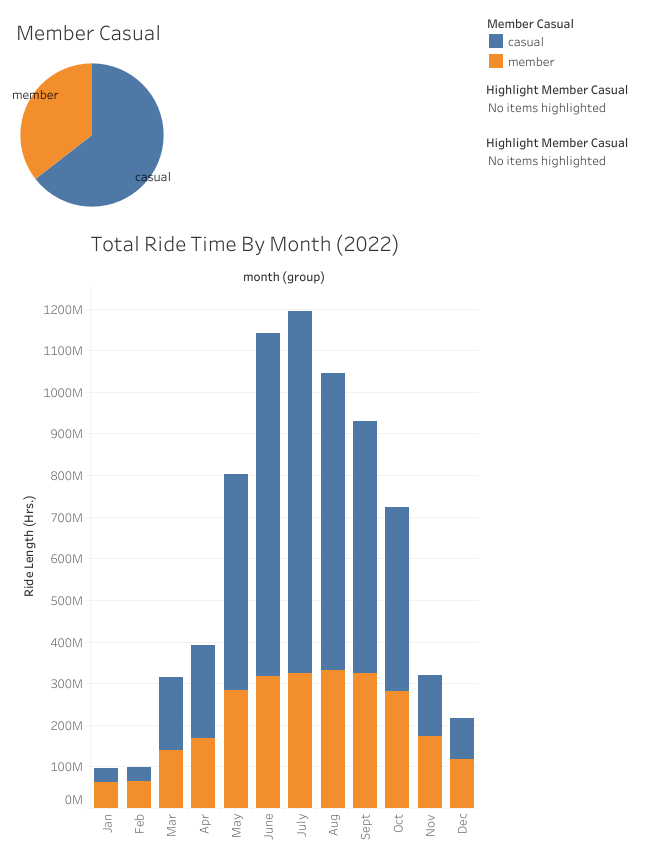 Member Casual
member
casual
Member Casual
casual
member
Highlight Member Casual
No items highlighted
Highlight Member Casual
No items highlighted
Total Ride Time By Month (2022)
month (group)
1200M
1100M
1000M
900M
800M
700M
600M
500M
400M
300M
200M
100M
0M
Ride Length (Hrs.)
Jan
Feb
Mar
Apr
May
June
July
Aug
Sept
Oct
Nov
Dec